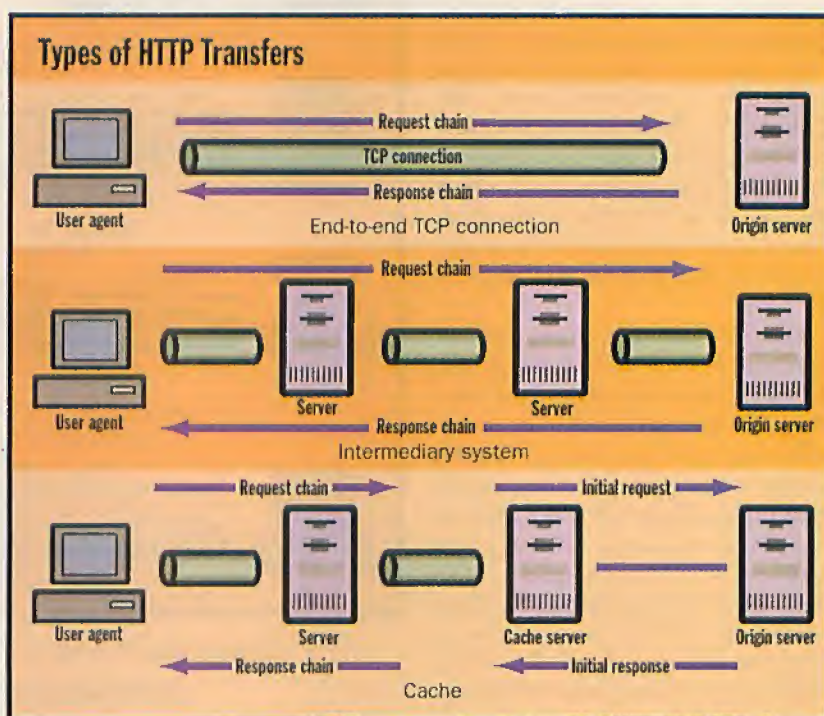 Types of HTTP Transfers
Request chain
TCP connection
Response chain
User agent
End-to-end TCP connection
Origin server
Request chain
Server
Server
User agent
Response chain
Origin server
Intermediary system
Request chain
Initial request
User agent
Server
Cache server
Origin server
Response chain
Initial response
Cache